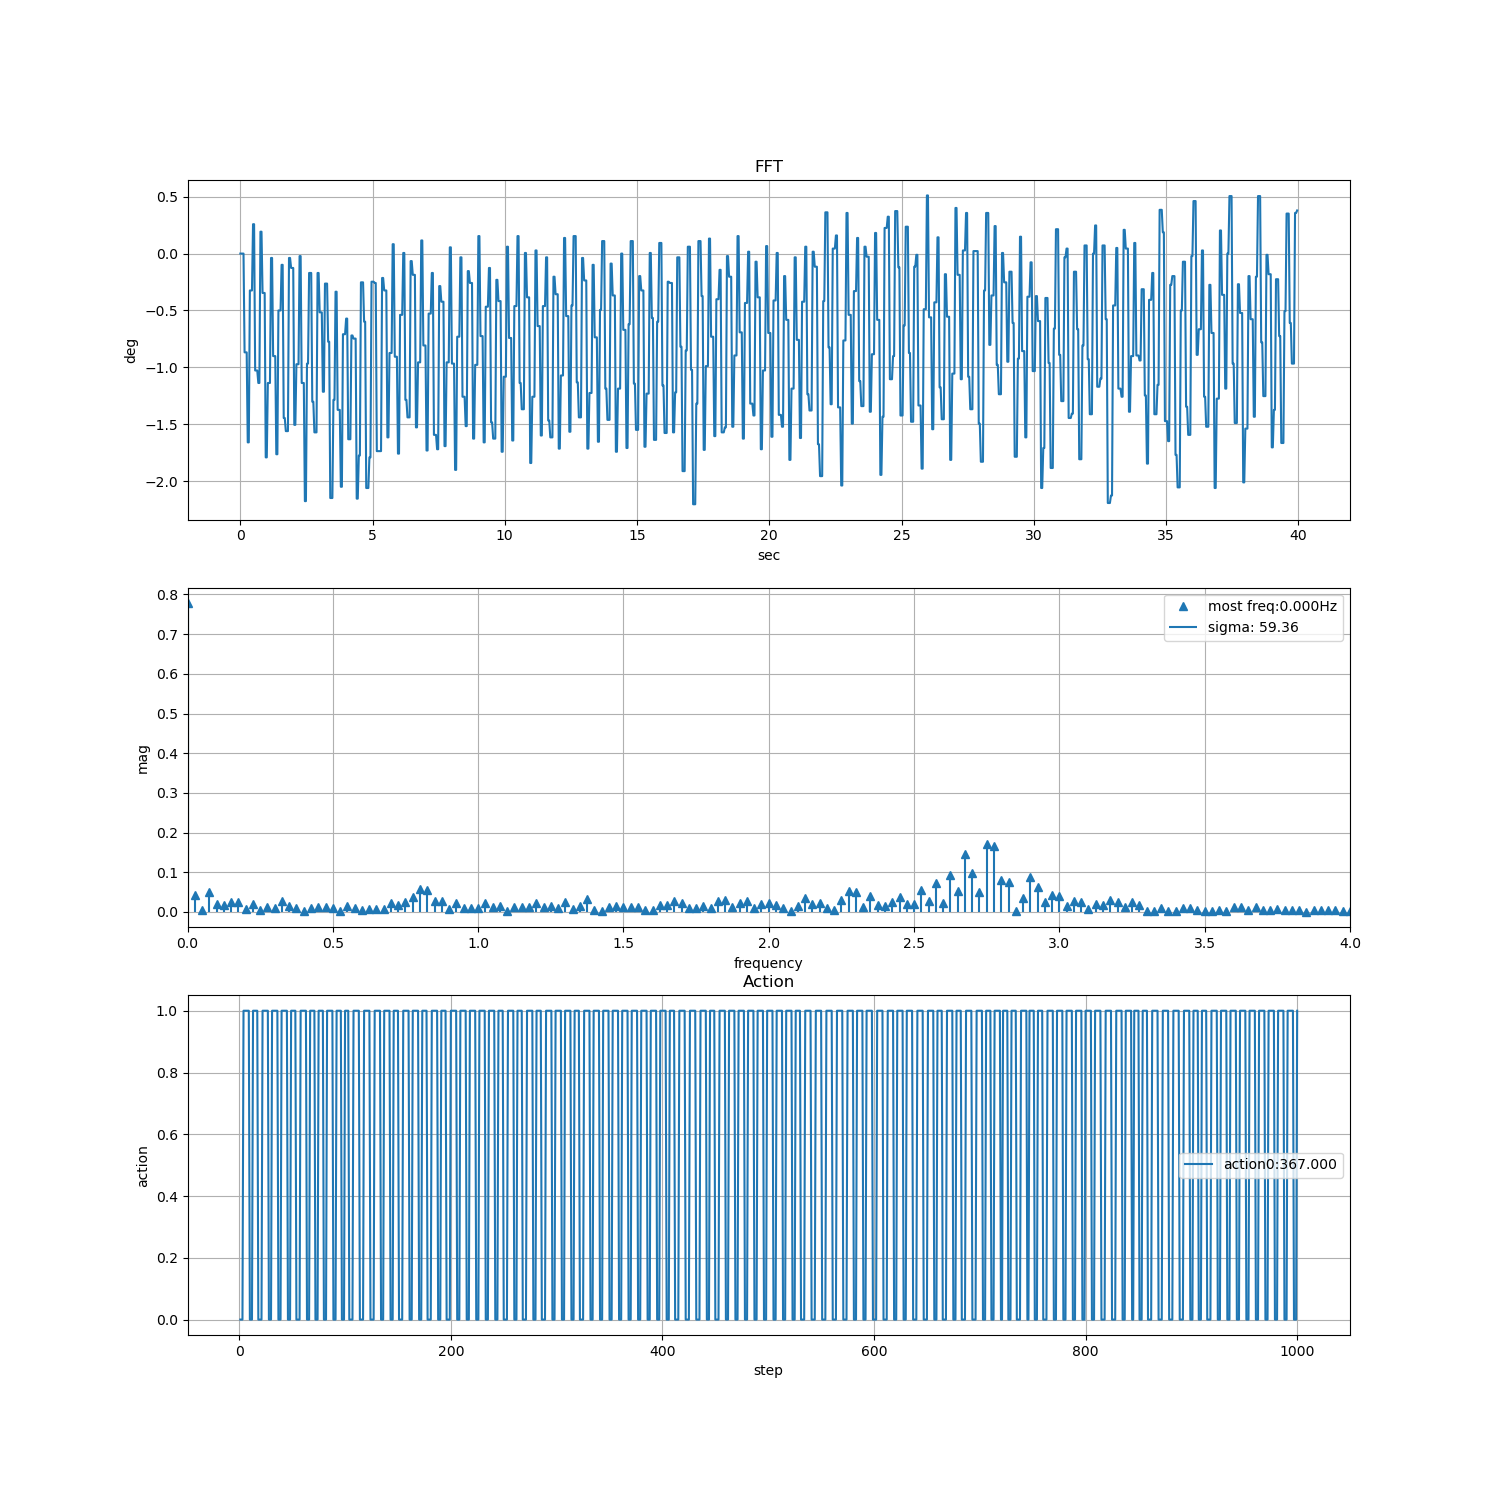 FFT
0.5
0.0
−0.5
−1.0
−1.5
−2.0
deg
0 5 10 15 20 25 30 35 40
sec
0.8
0.7
0.6
0.5
0.4
0.3
0.2
0.1
0.0
mag
most freq:0.000Hz
sigma: 59.36
0.0 0.5 1.0 1.5 2.0 2.5 3.0 3.5 4.0
frequency
Action
1.0
0.8
0.6
0.4
0.2
0.0
action
action0:367.000
0 200 400 600 800 1000
step